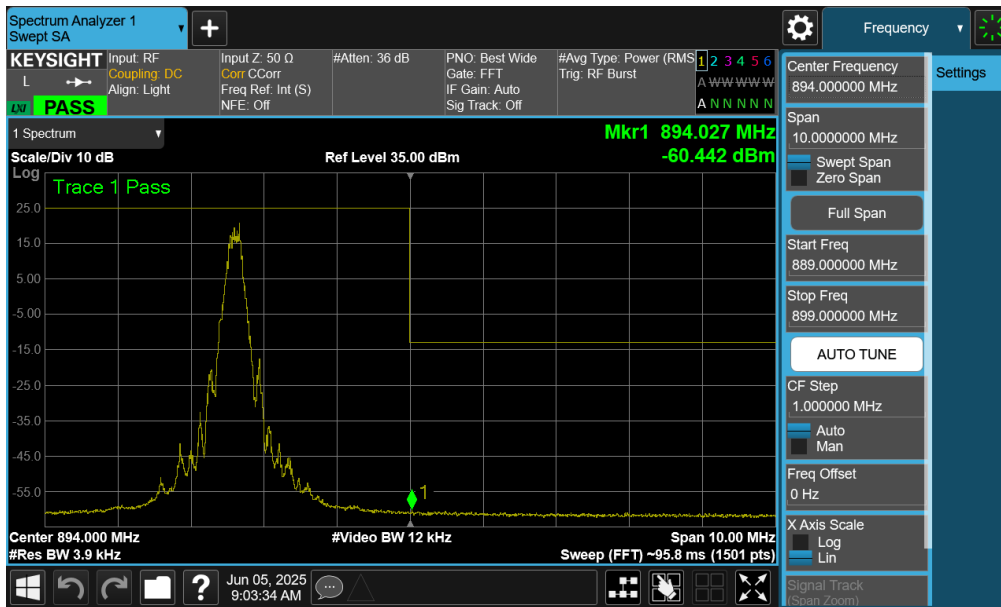 Spectrum Analyzer 1
Swept SA
Frequency
KEYSIGHT
L
LXI
PASS
Input: RF
Coupling: DC
Align: Light
Input Z: 50 Ω
Corr CCorr
Freq Ref: Int (S)
NFE: Off
#Atten: 36 dB
PNO: Best Wide
Gate: FFT
IF Gain: Auto
Sig Track: Off
#Avg Type: Power (RMS
Trig: RF Burst
1 2 3 4 5 6
A W W W W W
A N N N N N
Settings
1 Spectrum
Scale/Div 10 dB
Ref Level 35.00 dBm
Mkr1 894.027 MHz
-60.442 dBm
Log
Trace 1 Pass
25.0
15.0
5.00
-5.00
-15.0
-25.0
-35.0
-45.0
-55.0
1
Center 894.000 MHz
#Video BW 12 kHz
Span 10.00 MHz
#Res BW 3.9 kHz
Sweep (FFT) ~95.8 ms (1501 pts)
Center Frequency
894.000000 MHz
Span
10.0000000 MHz
Swept Span
Zero Span
Full Span
Start Freq
889.000000 MHz
Stop Freq
899.000000 MHz
AUTO TUNE
CF Step
1.000000 MHz
Auto
Man
Freq Offset
0 Hz
X Axis Scale
Log
Lin
Signal Track
(Span Zoom)
?
Jun 05, 2025
9:03:34 AM